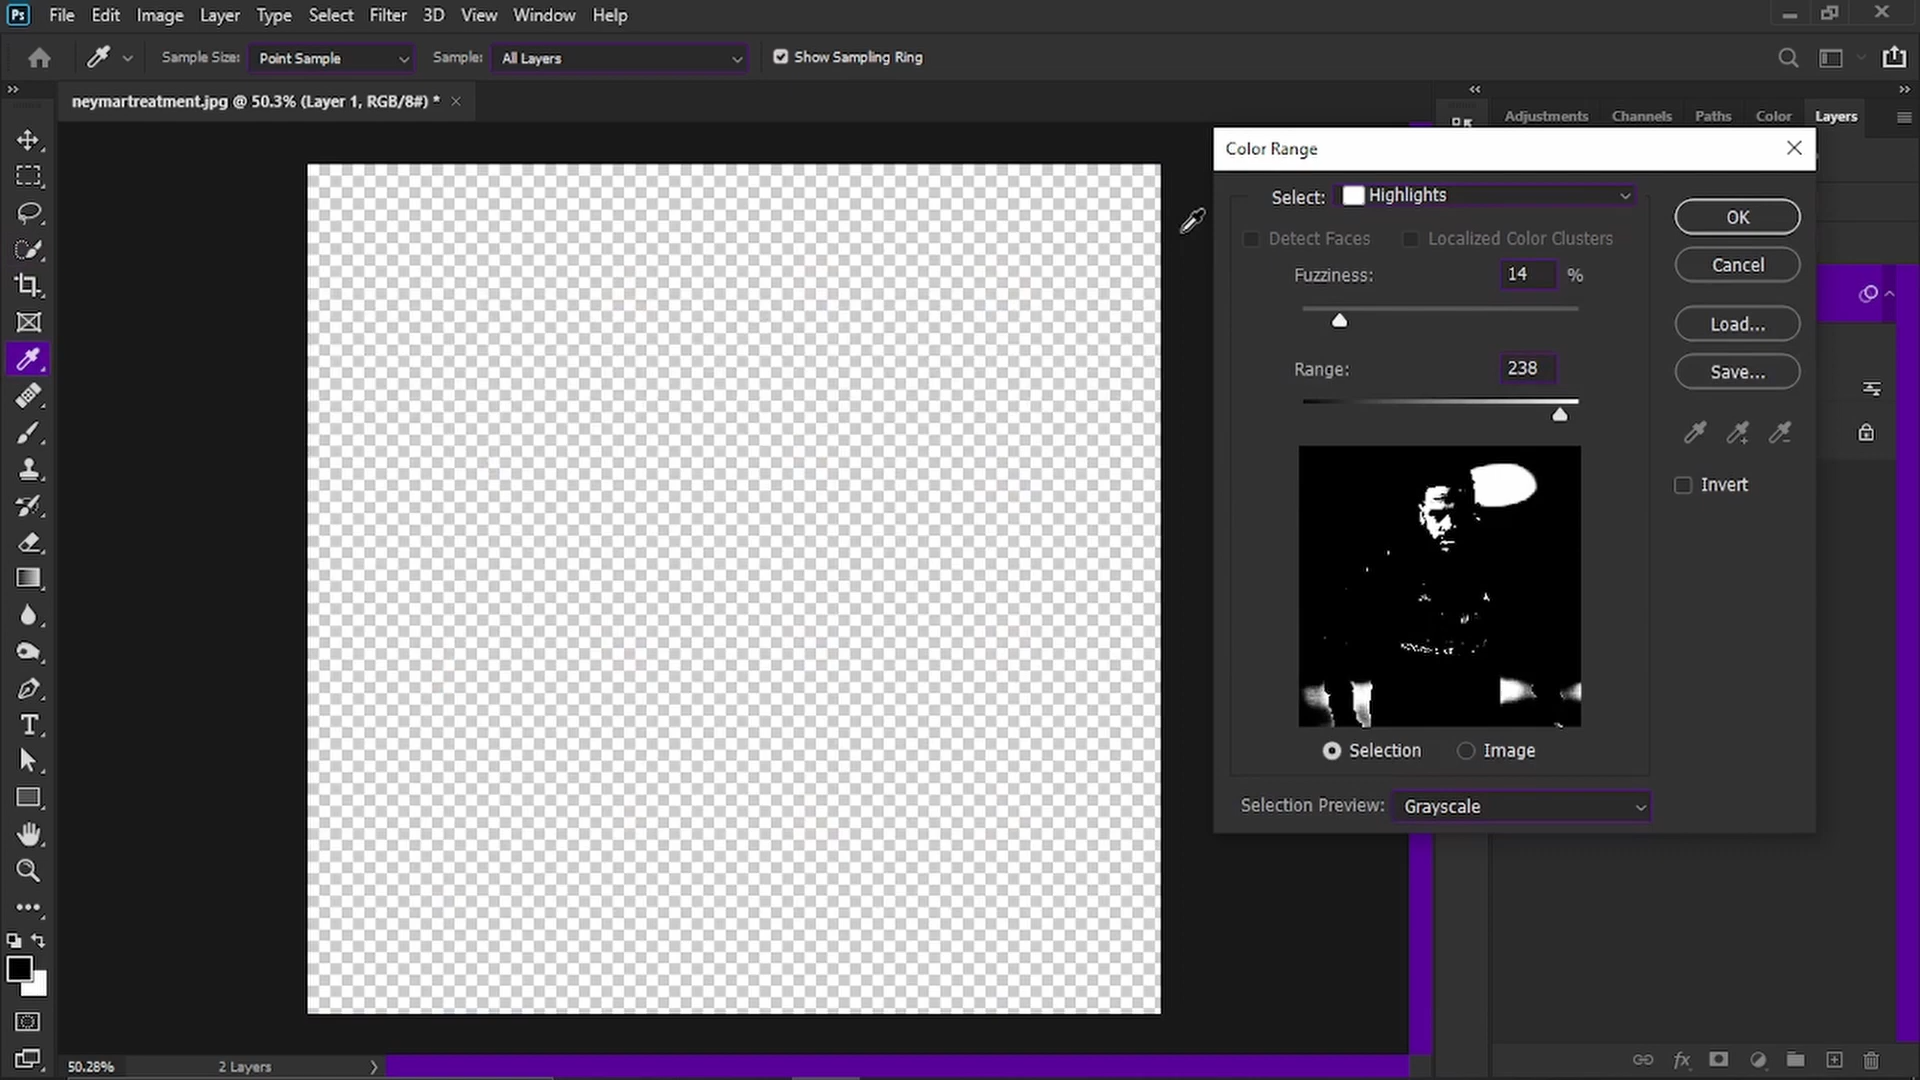 Ps File Edit Image Layer Type Select Filter 3D View Window Help
Sample Size: Point Sample Sample: All Layers Show Sampling Ring
neymartreatment.jpg @ 50.3% (Layer 1, RGB/8#) *
Adjustments Channels Paths Color Layers
Color Range
Select: Highlights
OK
Detect Faces Localized Color Clusters
Cancel
Fuzziness: 14 %
Load...
Range: 238
Save...
Invert
Selection Image
Selection Preview: Grayscale
50.28% 2 Layers
fx